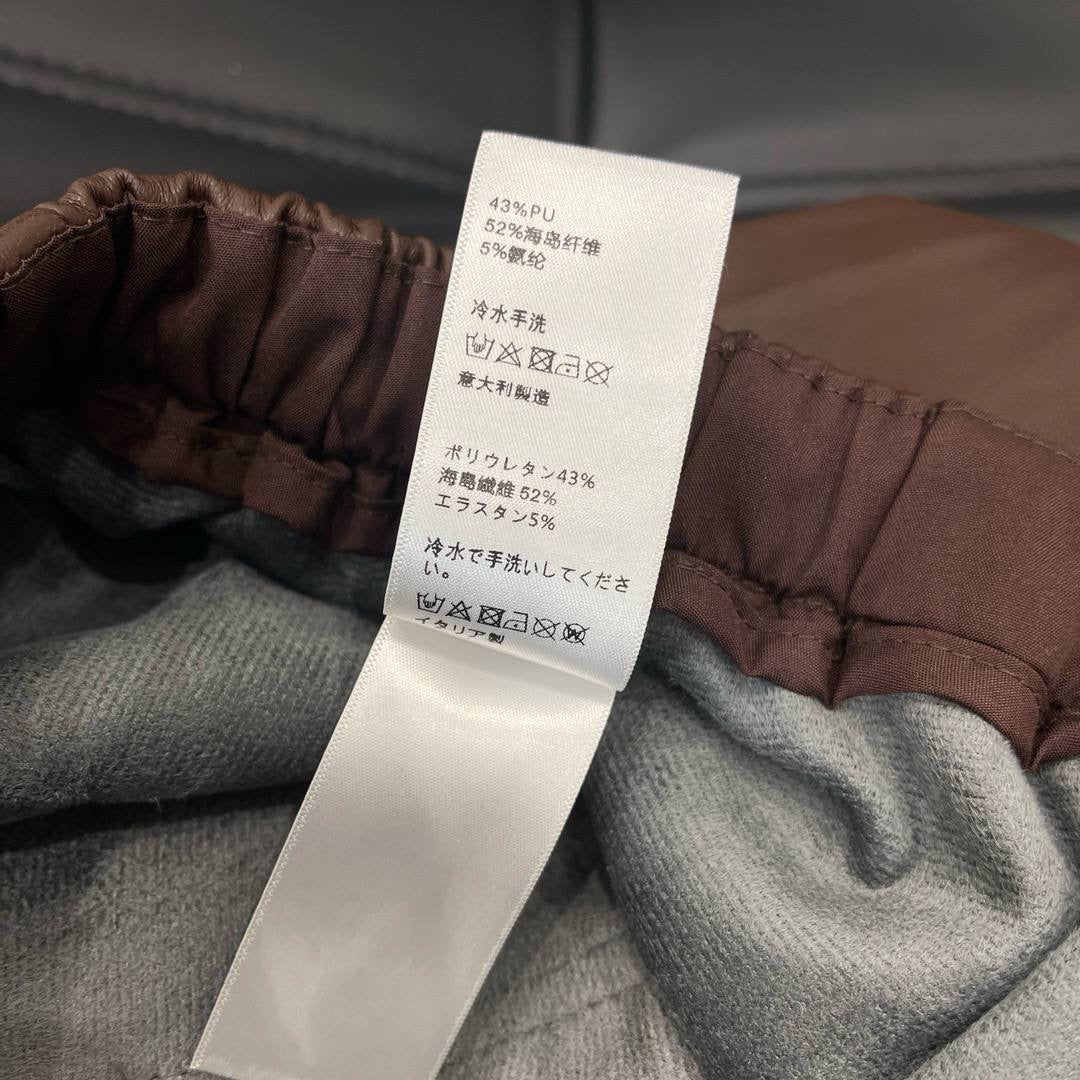 43%PU
52%海岛纤维
5%氨纶
冷水手洗
意大利製造
ポリウレタン43%
海島繊維 52%
エラスタン5%
冷水で手洗いしてくださ
い。
イタリア製